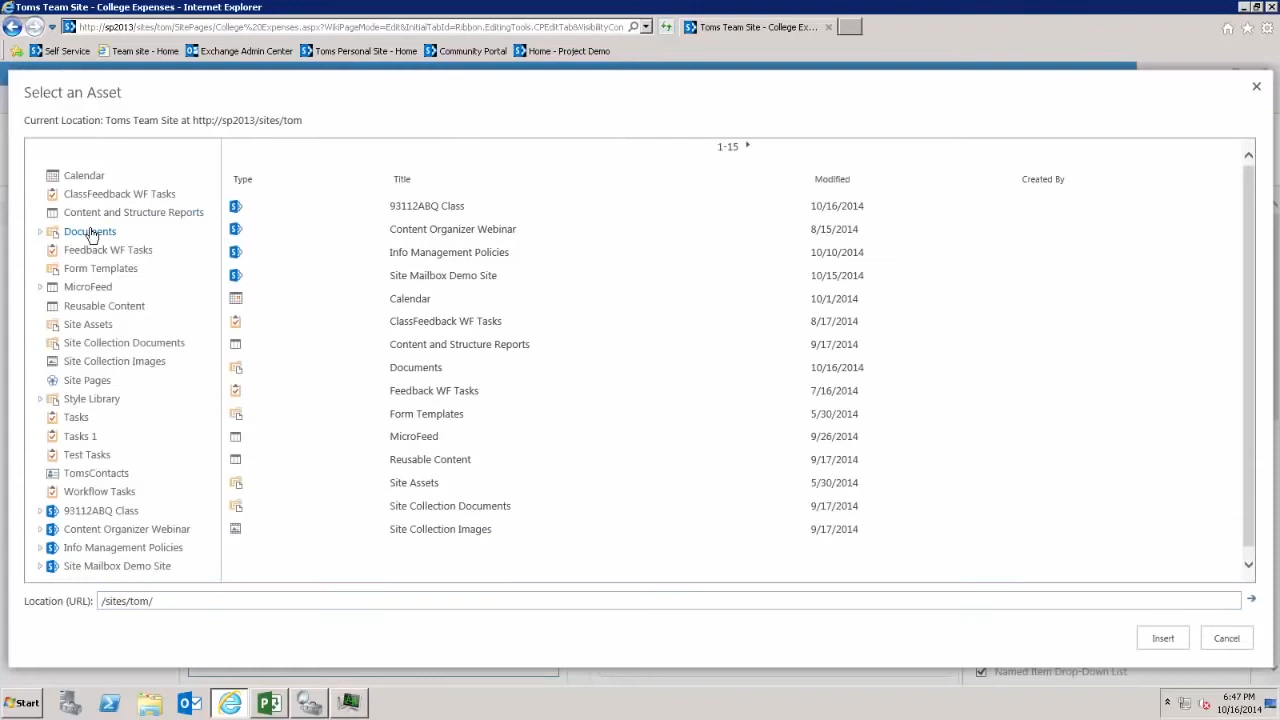 Toms Team Site - College Expenses - Internet Explorer
http://sp2013/sites/tom/SitePages/College%20Expenses.aspx?WikiPageMode=Edit&InitialTabId=Ribbon.EditingTools.CPEditTab&VisibilityCon
Toms Team Site - College Ex...
Self Service Team site - Home Exchange Admin Center Toms Personal Site - Home Community Portal Home - Project Demo
Select an Asset
Current Location: Toms Team Site at http://sp2013/sites/tom
1-15
Calendar
ClassFeedback WF Tasks
Content and Structure Reports
Documents
Feedback WF Tasks
Form Templates
MicroFeed
Reusable Content
Site Assets
Site Collection Documents
Site Collection Images
Site Pages
Style Library
Tasks
Tasks 1
Test Tasks
TomsContacts
Workflow Tasks
93112ABQ Class
Content Organizer Webinar
Info Management Policies
Site Mailbox Demo Site
Type Title Modified Created By
93112ABQ Class 10/16/2014
Content Organizer Webinar 8/15/2014
Info Management Policies 10/10/2014
Site Mailbox Demo Site 10/15/2014
Calendar 10/1/2014
ClassFeedback WF Tasks 8/17/2014
Content and Structure Reports 9/17/2014
Documents 10/16/2014
Feedback WF Tasks 7/16/2014
Form Templates 5/30/2014
MicroFeed 9/26/2014
Reusable Content 9/17/2014
Site Assets 5/30/2014
Site Collection Documents 9/17/2014
Site Collection Images 9/17/2014
Location (URL): /sites/tom/
Insert Cancel
Named Item Drop-Down List
Start
6:47 PM
10/16/2014